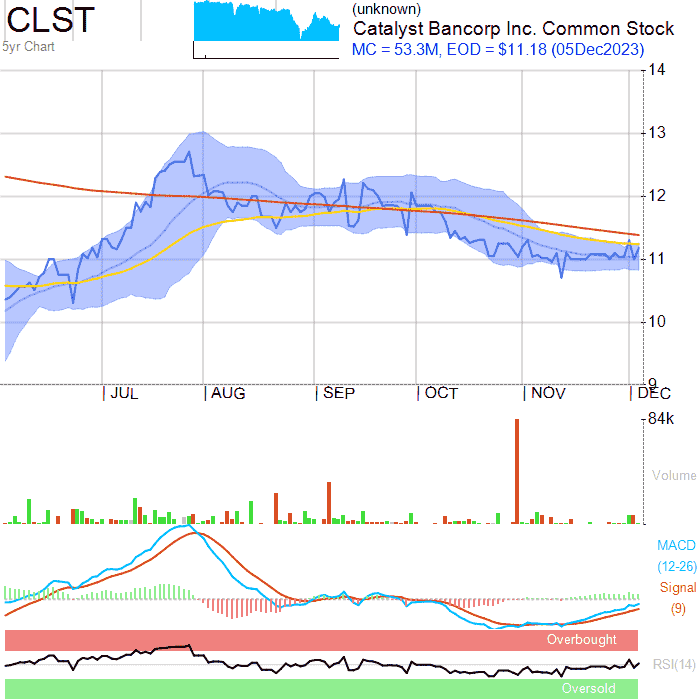 CLST
5yr Chart
(unknown)
Catalyst Bancorp Inc. Common Stock
MC = 53.3M, EOD = $11.18 (05Dec2023)
14
13
12
11
10
9
JUL AUG SEP OCT NOV DEC
84k
Volume
MACD
(12-26)
Signal
(9)
Overbought
RSI(14)
Oversold